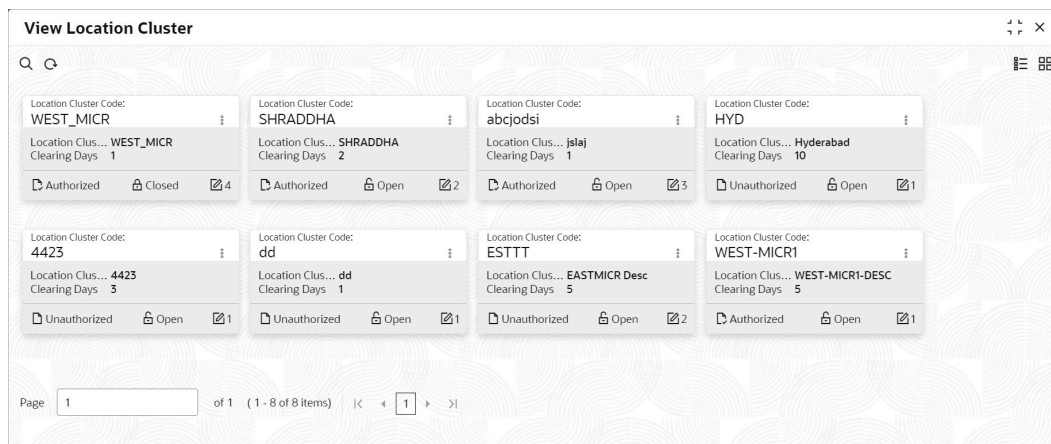 View Location Cluster
Location Cluster Code:
WEST_MICR
Location Clus... WEST_MICR
Clearing Days 1
Authorized Closed 4
Location Cluster Code:
SHRADDHA
Location Clus... SHRADDHA
Clearing Days 2
Authorized Open 2
Location Cluster Code:
abcjodsi
Location Clus... jslaj
Clearing Days 1
Authorized Open 3
Location Cluster Code:
HYD
Location Clus... Hyderabad
Clearing Days 10
Unauthorized Open 1
Location Cluster Code:
4423
Location Clus... 4423
Clearing Days 3
Unauthorized Open 1
Location Cluster Code:
dd
Location Clus... dd
Clearing Days 1
Unauthorized Open 1
Location Cluster Code:
ESTTT
Location Clus... EASTMICR Desc
Clearing Days 5
Unauthorized Open 2
Location Cluster Code:
WEST-MICR1
Location Clus... WEST-MICR1-DESC
Clearing Days 5
Authorized Open 1
Page 1 of 1 ( 1 - 8 of 8 items) 1